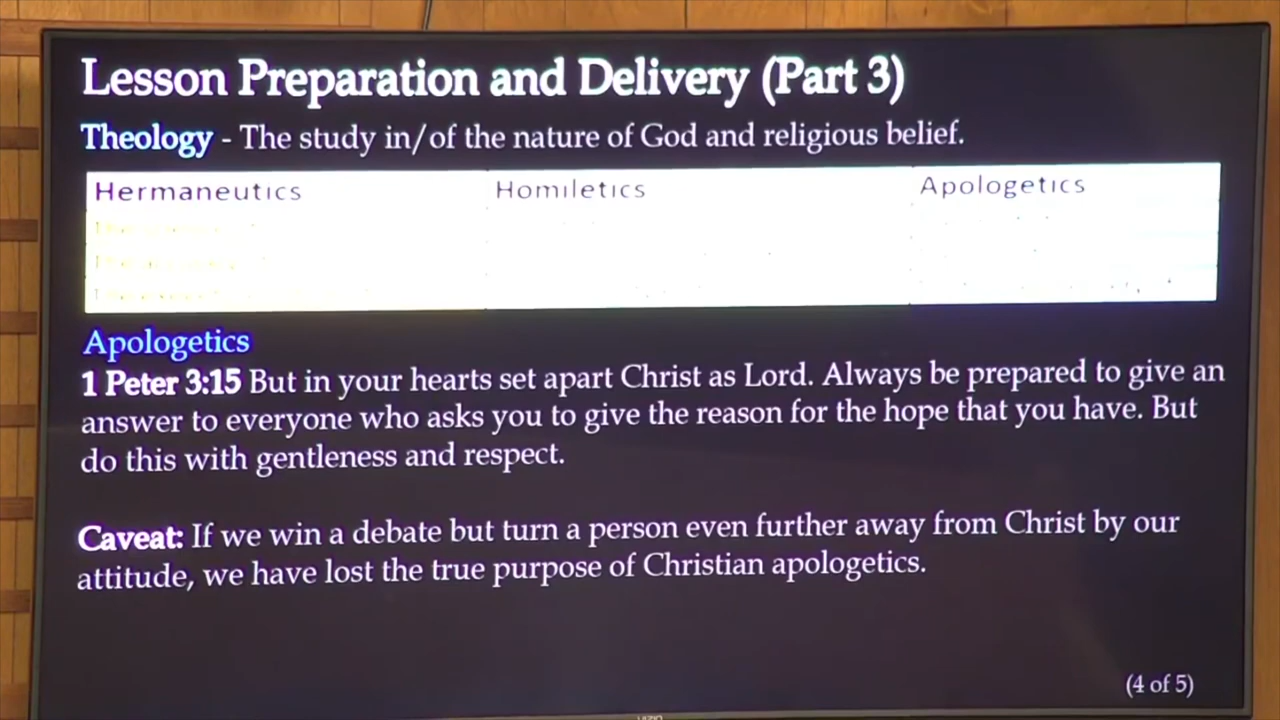 Lesson Preparation and Delivery (Part 3)
Theology - The study in/of the nature of God and religious belief.
Hermaneutics Homiletics Apologetics
Apologetics
1 Peter 3:15 But in your hearts set apart Christ as Lord. Always be prepared to give an
answer to everyone who asks you to give the reason for the hope that you have. But
do this with gentleness and respect.
Caveat: If we win a debate but turn a person even further away from Christ by our
attitude, we have lost the true purpose of Christian apologetics.
(4 of 5)
VIZIO